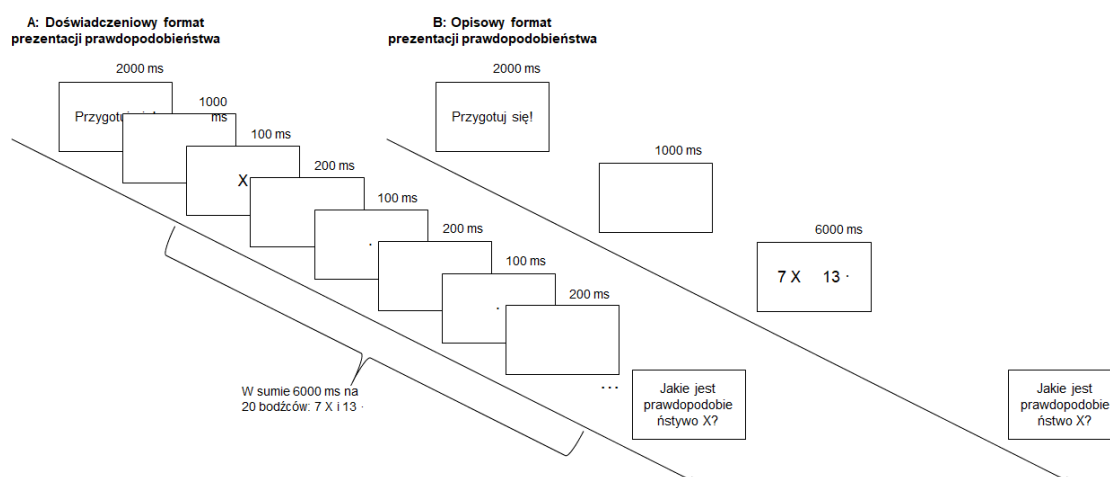 A: Doświadczeniowy format
prezentacji prawdopodobieństwa
2000 ms
1000
ms
100 ms
X
200 ms
100 ms
.
200 ms
100 ms
.
200 ms
...
W sumie 6000 ms na
20 bodźców: 7 X i 13 ·
Jakie jest
prawdopodobie
ństywo X?
B: Opisowy format
prezentacji prawdopodobieństwa
2000 ms
Przygotuj się!
1000 ms
6000 ms
7 X 13 ·
Jakie jest
prawdopodobie
ństwo X?